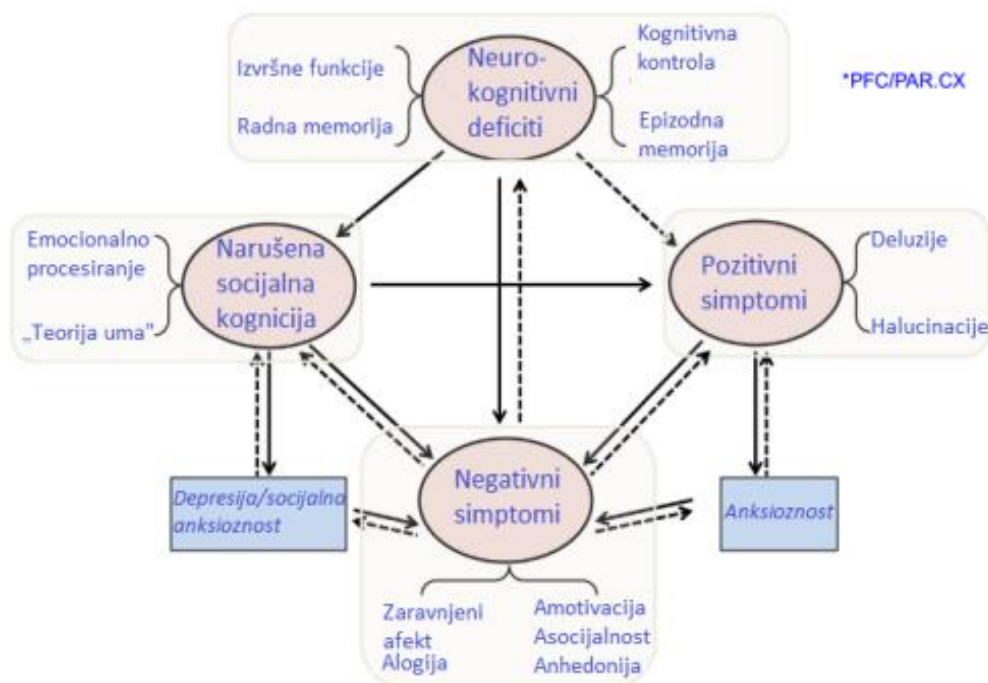 Neuro-
kognitivni
deficiti
Izvršne funkcije
Radna memorija
Kognitivna
kontrola
Epizodna
memorija
*PFC/PAR.CX
Emocionalno
procesiranje
„Teorija uma"
Narušena
socijalna
kognicija
Pozitivni
simptomi
Deluzije
Halucinacije
Depresija/socijalna
anksioznost
Negativni
simptomi
Anksioznost
Zaravnjeni
afekt
Alogija
Amotivacija
Asocijalnost
Anhedonija